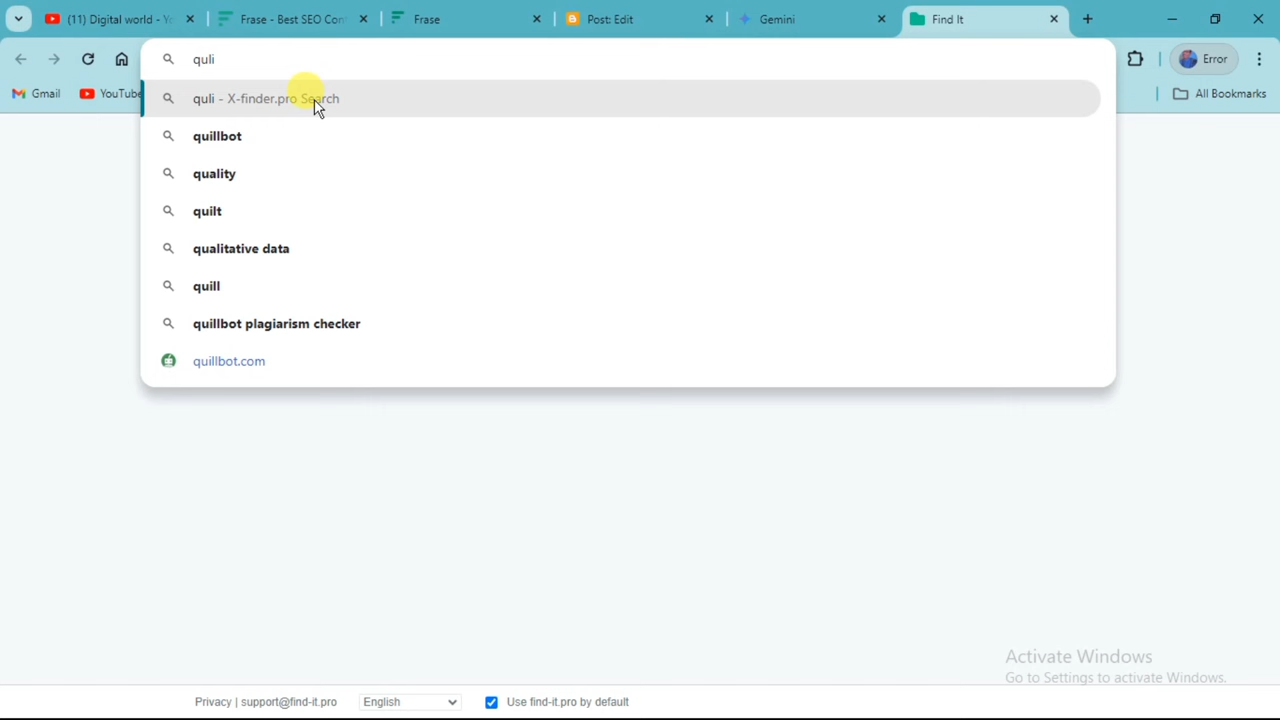 (11) Digital world - Yo
Frase - Best SEO Con
Frase
Post: Edit
Gemini
Find It
quli
Error
Gmail
YouTube
All Bookmarks
quli - X-finder.pro Search
quillbot
quality
quilt
qualitative data
quill
quillbot plagiarism checker
quillbot.com
Activate Windows
Go to Settings to activate Windows.
Privacy | support@find-it.pro
English
Use find-it.pro by default